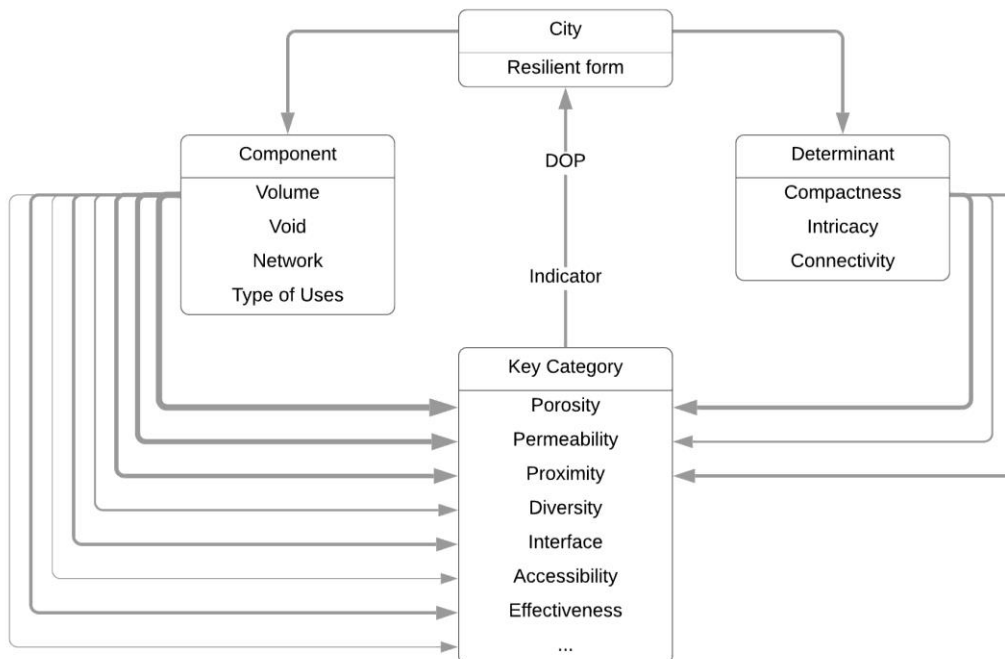 City
Resilient form
Component
Volume
Void
Network
Type of Uses
DOP
Indicator
Determinant
Compactness
Intricacy
Connectivity
Key Category
Porosity
Permeability
Proximity
Diversity
Interface
Accessibility
Effectiveness
...